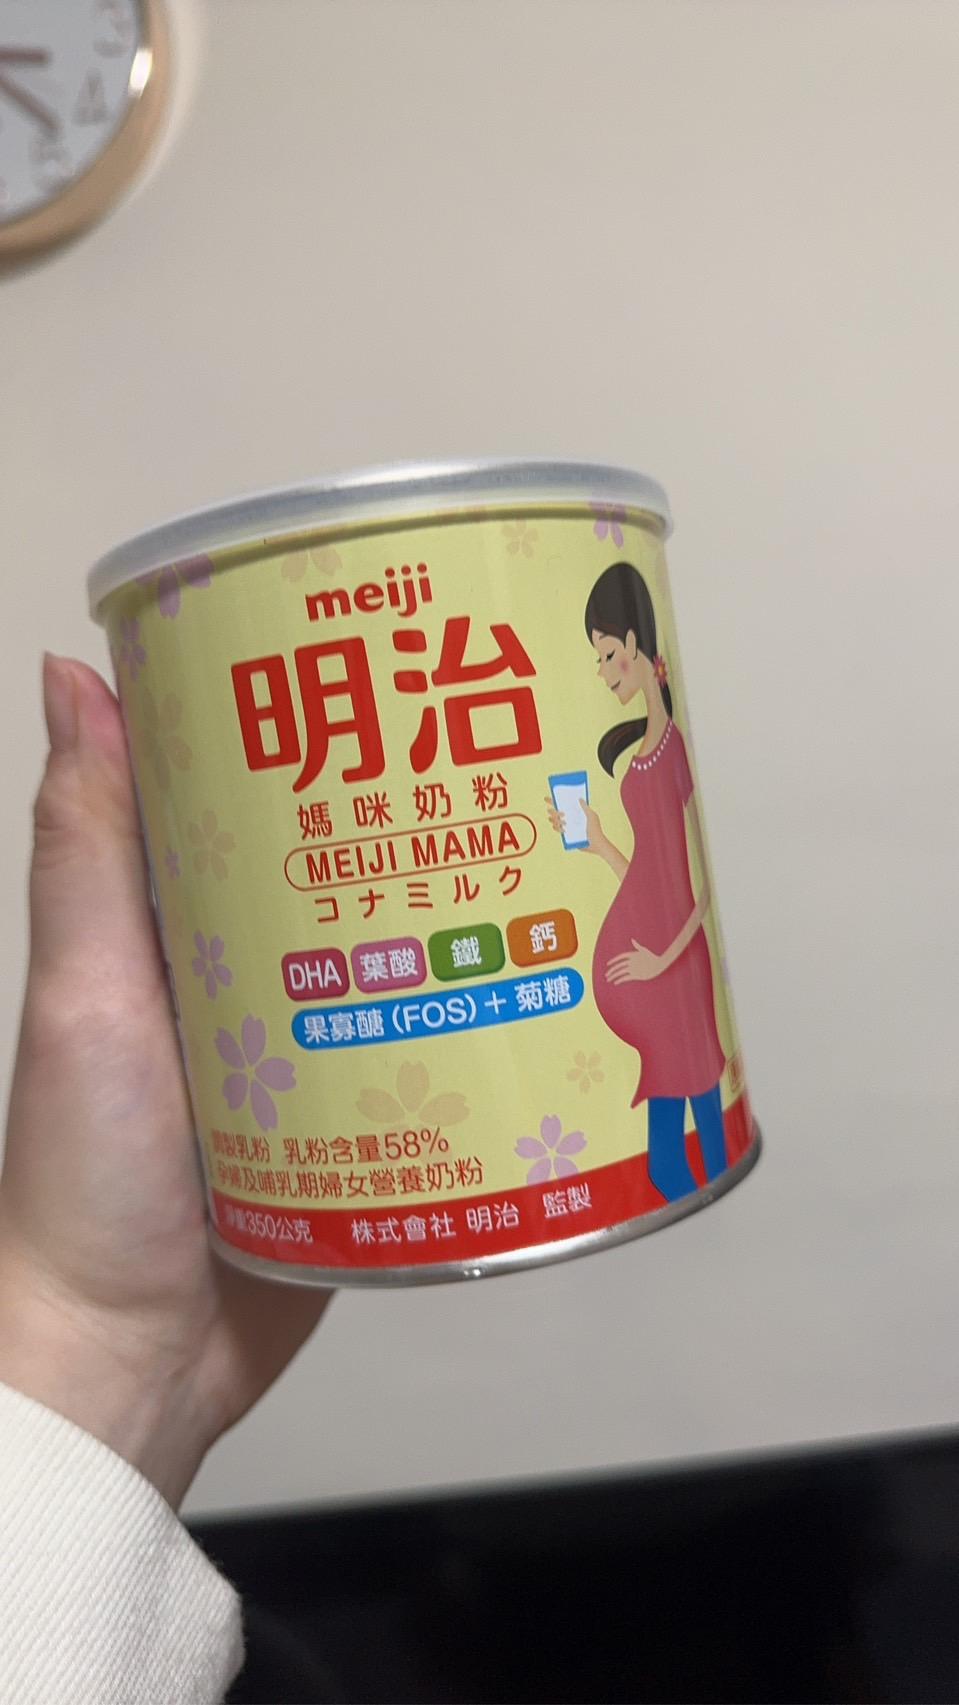 meiji
明治
媽咪奶粉
MEIJI MAMA
コナミルク
DHA 葉酸 鐵 鈣
果寡醣(FOS)+菊糖
調製乳粉 乳粉含量58%
孕婦及哺乳期婦女營養奶粉
淨重350公克 株式會社 明治 監製